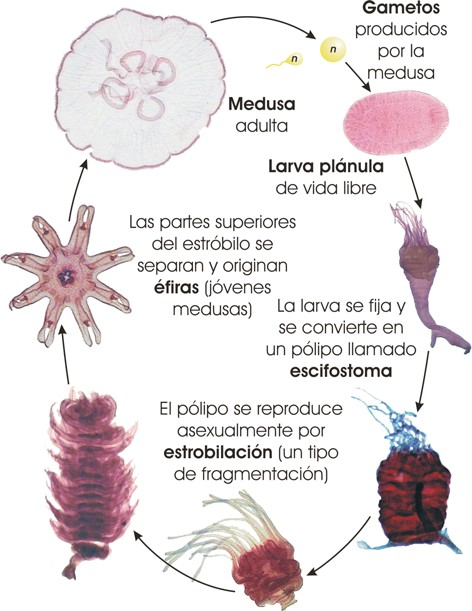 Gametos
producidos
por la
medusa
n
n
Medusa
adulta
Larva plánula
de vida libre
Las partes superiores
del estróbilo se
separan y originan
éfiras (jóvenes
medusas)
La larva se fija y
se convierte en
un pólipo llamado
escifostoma
El pólipo se reproduce
asexualmente por
estrobilación (un tipo
de fragmentación)